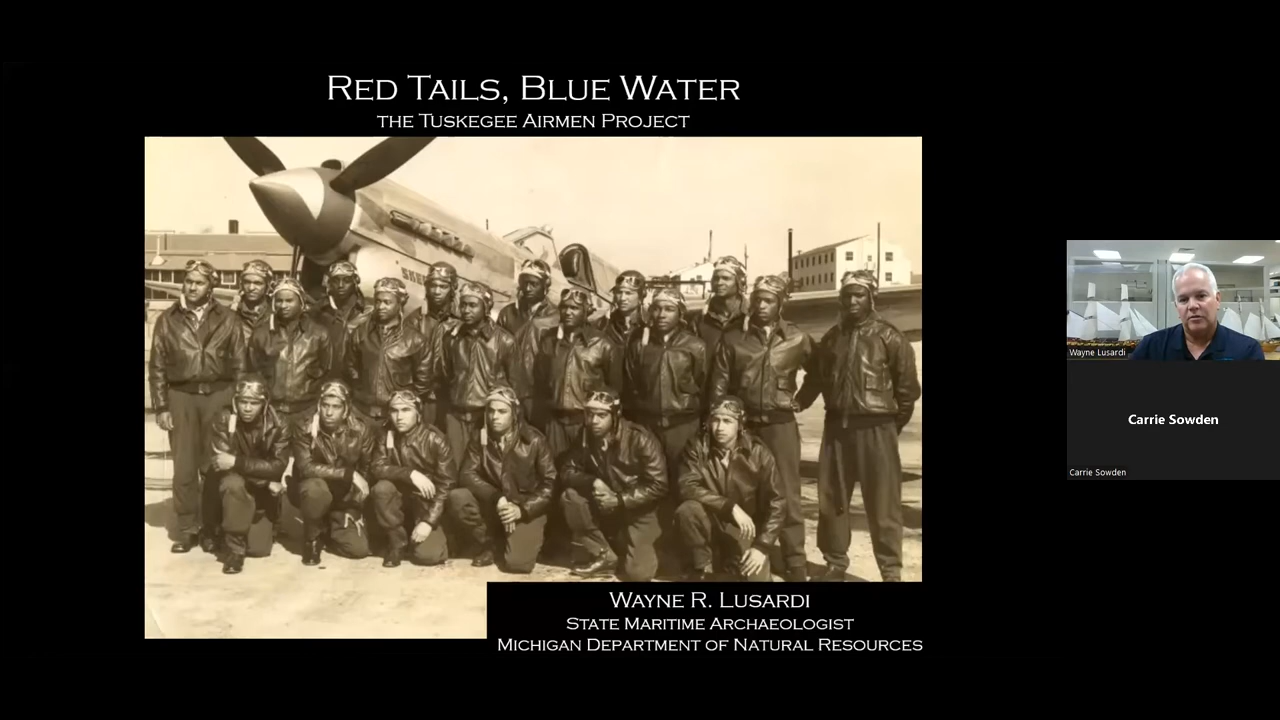 RED TAILS, BLUE WATER
THE TUSKEGEE AIRMEN PROJECT
WAYNE R. LUSARDI
STATE MARITIME ARCHAEOLOGIST
MICHIGAN DEPARTMENT OF NATURAL RESOURCES
Wayne Lusardi
Carrie Sowden
Carrie Sowden